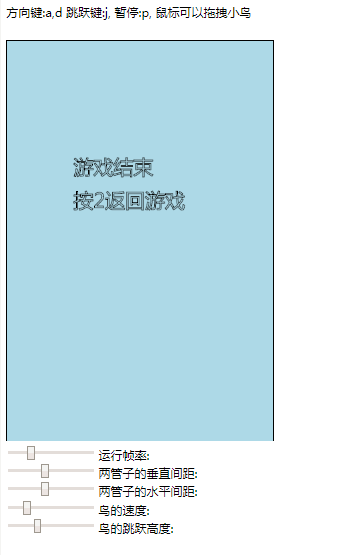 方向键:a,d 跳跃键:j, 暂停:p, 鼠标可以拖拽小鸟
游戏结束
按2返回游戏
运行帧率:
两管子的垂直间距:
两管子的水平间距:
鸟的速度:
鸟的跳跃高度: